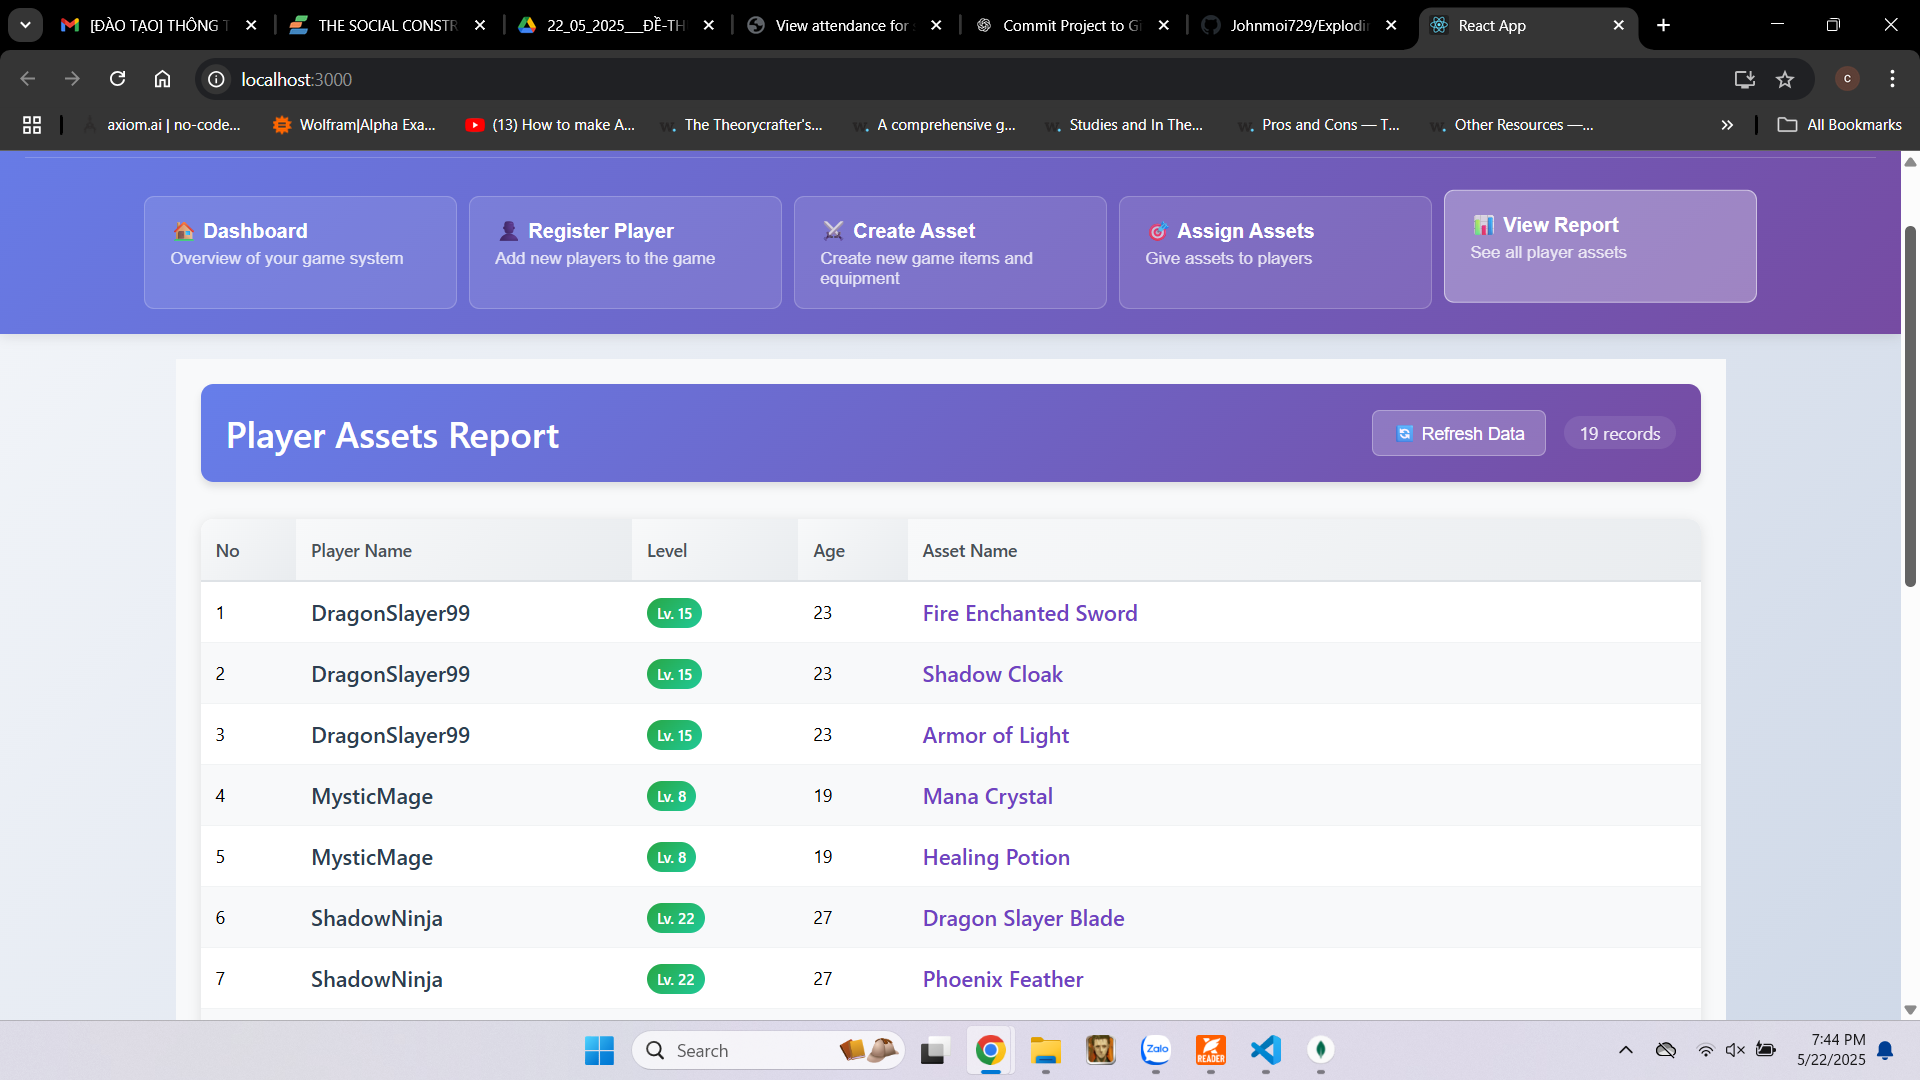 [ĐÀO TẠO] THÔNG T
THE SOCIAL CONSTR
22_05_2025___ĐỀ-TH
View attendance for
Commit Project to Gi
Johnmoi729/Explodi
React App
localhost:3000
c
axiom.ai | no-code...
Wolfram|Alpha Exa...
(13) How to make A...
The Theorycrafter's...
A comprehensive g...
Studies and In The...
Pros and Cons — T...
Other Resources —...
All Bookmarks
Dashboard
Overview of your game system
Register Player
Add new players to the game
Create Asset
Create new game items and
equipment
Assign Assets
Give assets to players
View Report
See all player assets
Player Assets Report
Refresh Data
19 records
No Player Name Level Age Asset Name
1 DragonSlayer99 Lv. 15 23 Fire Enchanted Sword
2 DragonSlayer99 Lv. 15 23 Shadow Cloak
3 DragonSlayer99 Lv. 15 23 Armor of Light
4 MysticMage Lv. 8 19 Mana Crystal
5 MysticMage Lv. 8 19 Healing Potion
6 ShadowNinja Lv. 22 27 Dragon Slayer Blade
7 ShadowNinja Lv. 22 27 Phoenix Feather
Search
Zalo
READER
7:44 PM
5/22/2025